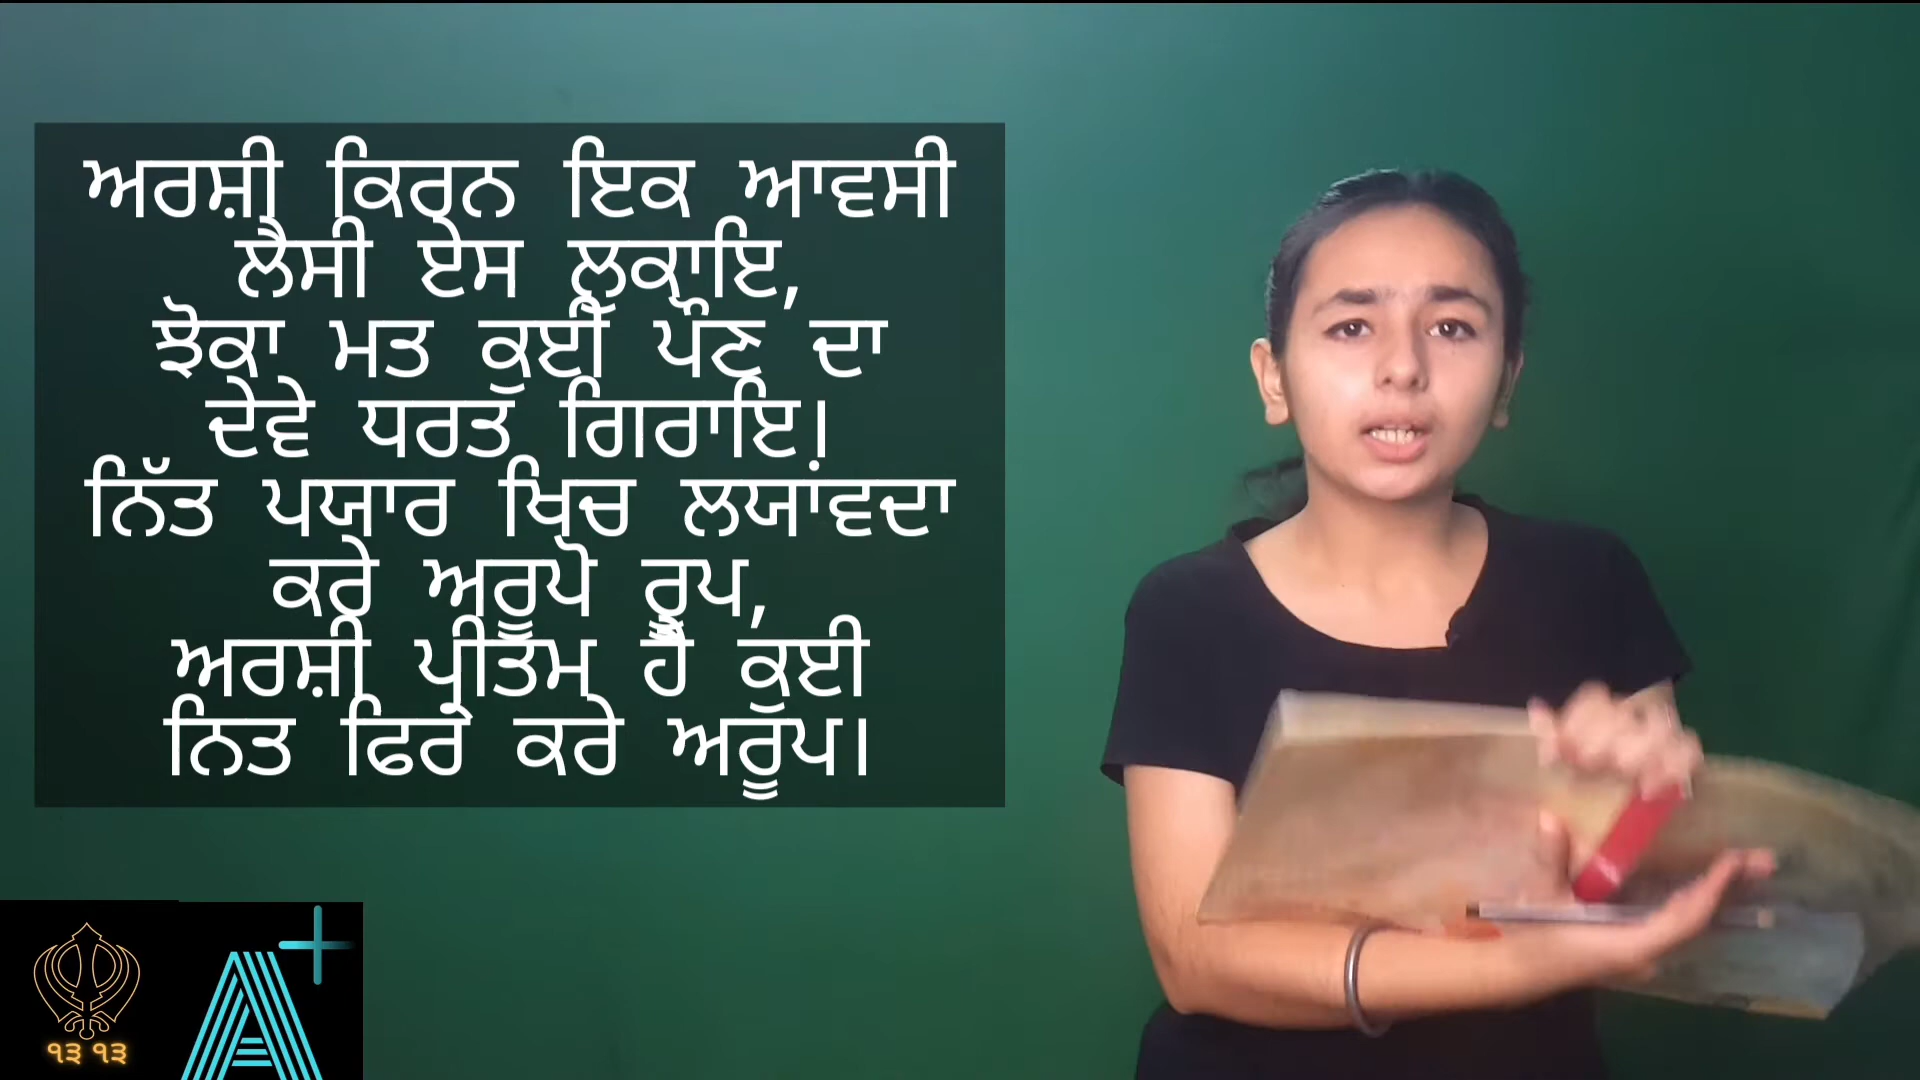 ਅਰਸ਼ੀ ਕਿਰਨ ਇਕ ਆਵਸੀ
ਲੈਸੀ ਏਸ ਲੁਕਾਇ,
ਝੋਕਾ ਮਤ ਕੁਈ ਪੌਣ ਦਾ
ਦੇਵੇ ਧਰਤ ਗਿਰਾਇ।
ਨਿੱਤ ਪਯਾਰ ਖਿਚ ਲਯਾਂਵਦਾ
ਕਰੇ ਅਰੂਪੋਂ ਰੂਪ,
ਅਰਸ਼ੀ ਪ੍ਰੀਤਮ ਹੈ ਕੁਈ
ਨਿਤ ਫਿਰ ਕਰੇ ਅਰੂਪ।
੧੩ ੧੩
A+